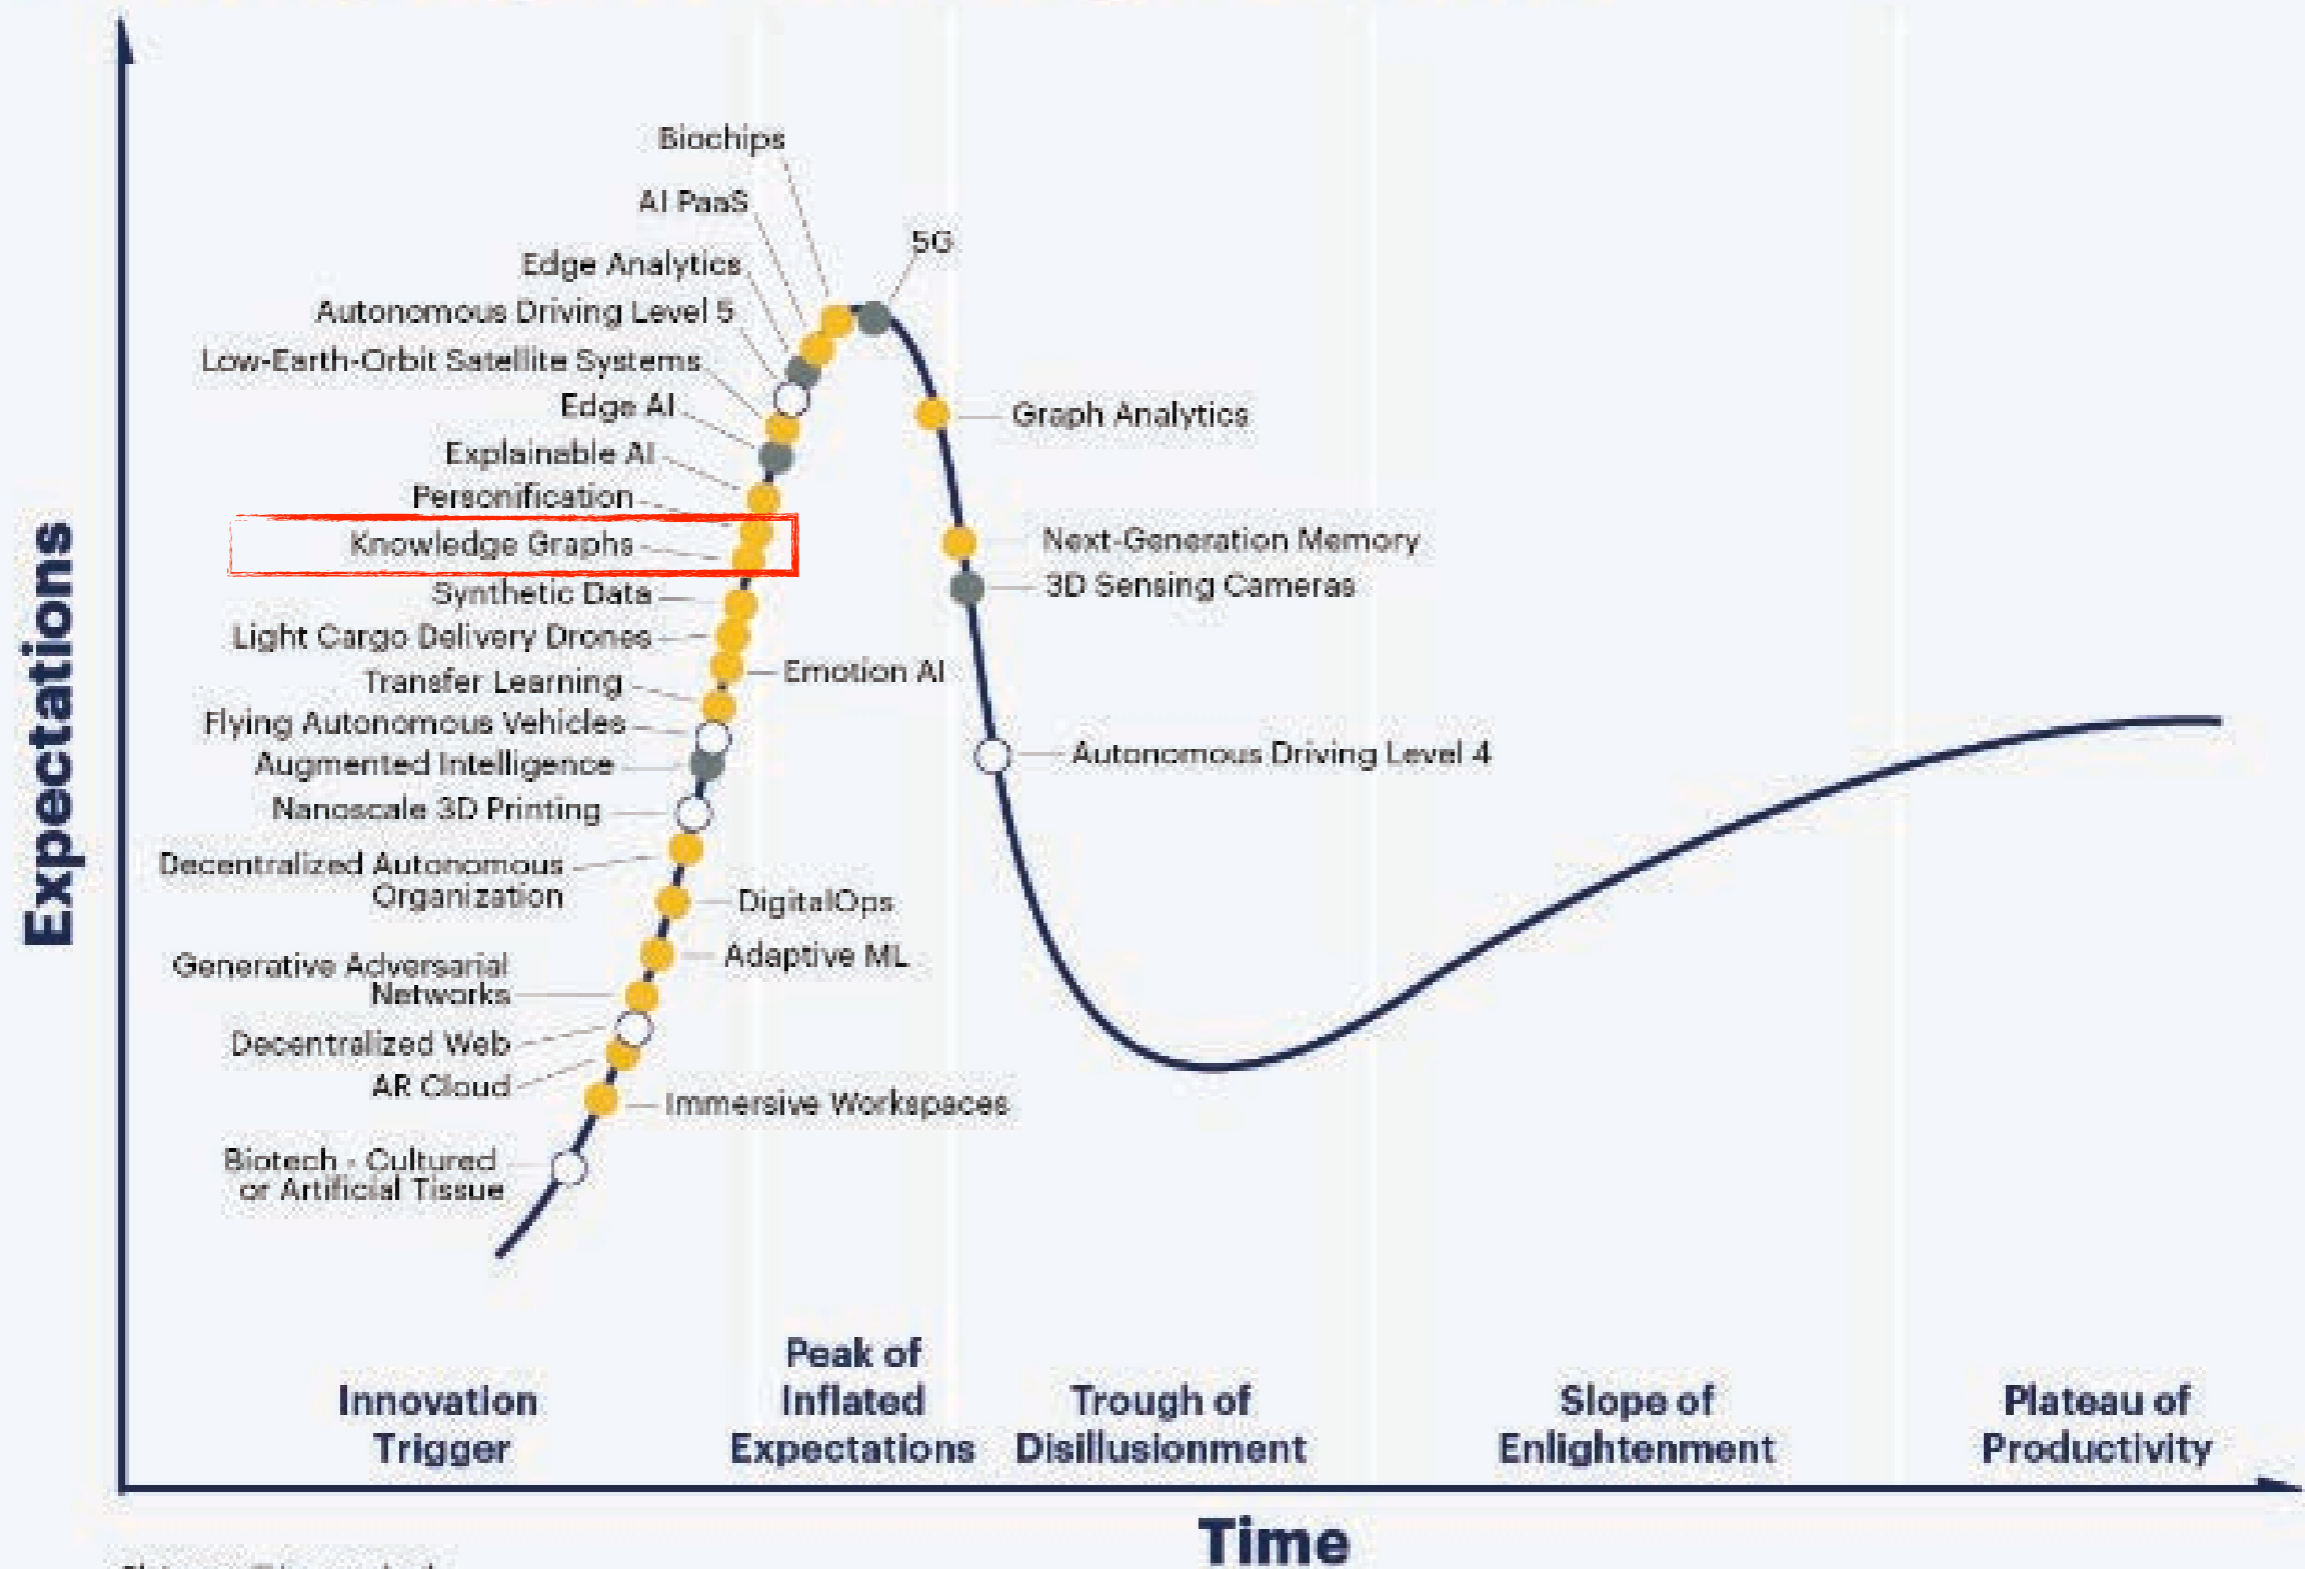 Biochips
AI PaaS
5G
Edge Analytics
Autonomous Driving Level 5
Low-Earth-Orbit Satellite Systems
Edge AI
Graph Analytics
Explainable AI
Personification
Knowledge Graphs
Next-Generation Memory
3D Sensing Cameras
Synthetic Data
Light Cargo Delivery Drones
Emotion AI
Transfer Learning
Flying Autonomous Vehicles
Augmented Intelligence
Autonomous Driving Level 4
Nanoscale 3D Printing
Decentralized Autonomous
Organization
DigitalOps
Adaptive ML
Generative Adversarial
Networks
Decentralized Web
AR Cloud
Immersive Workspaces
Biotech - Cultured
or Artificial Tissue
Expectations
Innovation
Trigger
Peak of
Inflated
Expectations
Trough of
Disillusionment
Slope of
Enlightenment
Plateau of
Productivity
Time